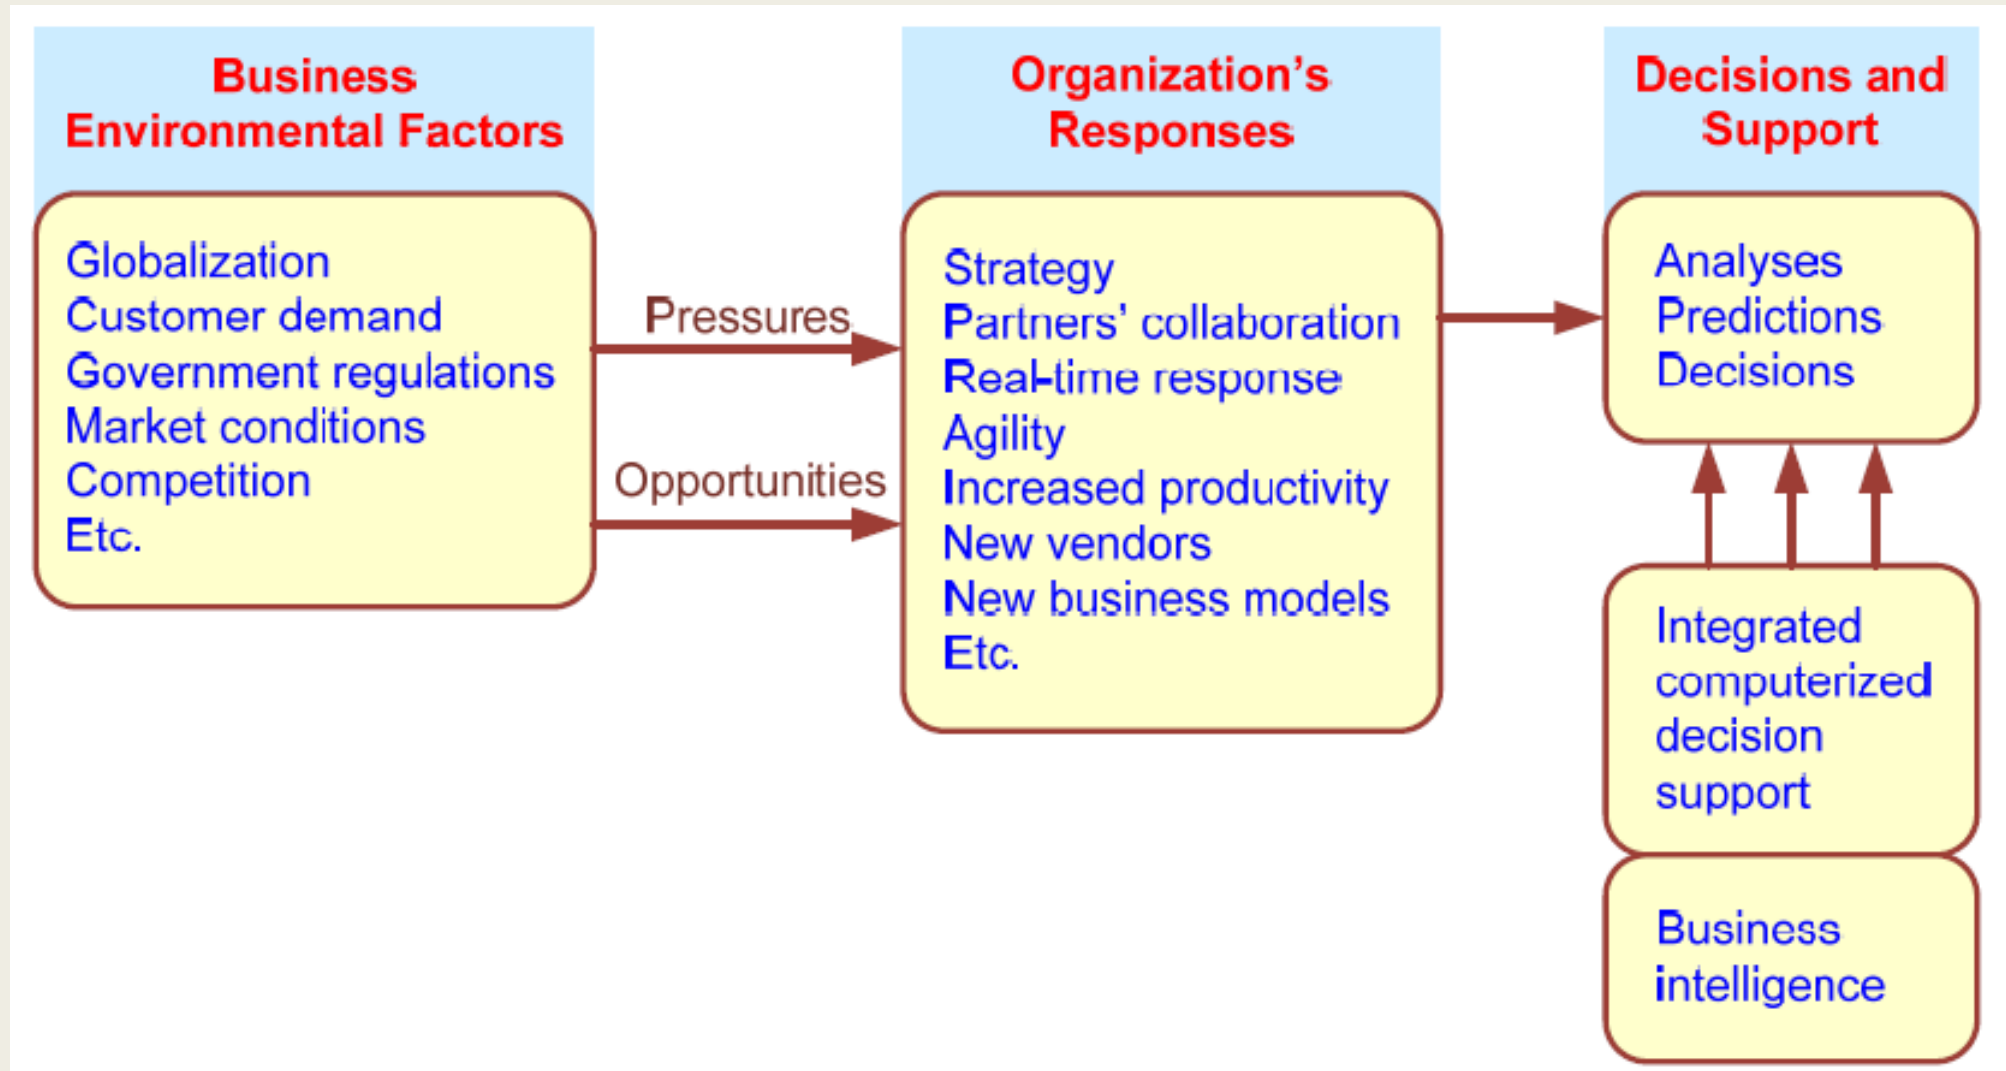 Business
Environmental Factors
Globalization
Customer demand
Government regulations
Market conditions
Competition
Etc.
Pressures
Opportunities
Organization's
Responses
Strategy
Partners' collaboration
Real-time response
Agility
Increased productivity
New vendors
New business models
Etc.
Decisions and
Support
Analyses
Predictions
Decisions
Integrated
computerized
decision
support
Business
intelligence